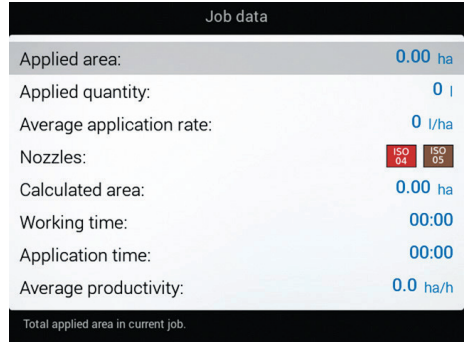 Job data
Applied area: 0.00 ha
Applied quantity: 0 l
Average application rate: 0 l/ha
Nozzles: ISO 04 ISO 05
Calculated area: 0.00 ha
Working time: 00:00
Application time: 00:00
Average productivity: 0.0 ha/h
Total applied area in current job.